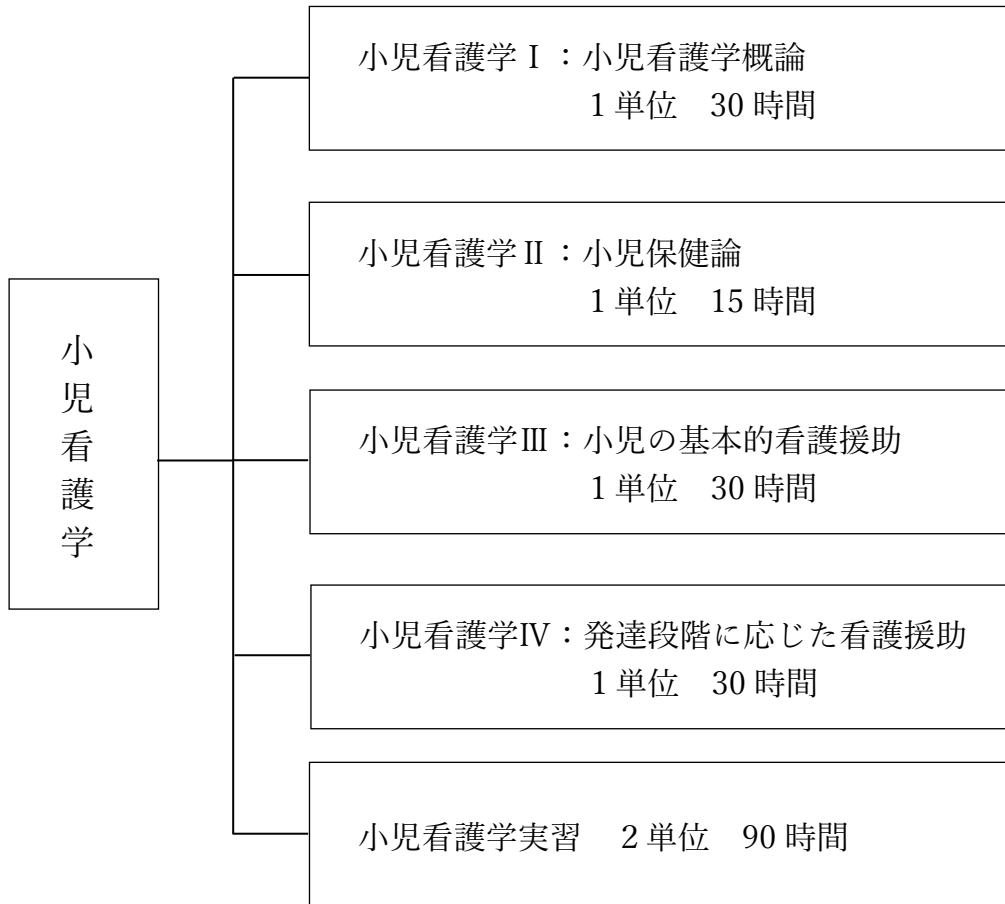 小児看護学
小児看護学Ⅰ：小児看護学概論
1単位　30時間
小児看護学Ⅱ：小児保健論
1単位　15時間
小児看護学Ⅲ：小児の基本的看護援助
1単位　30時間
小児看護学Ⅳ：発達段階に応じた看護援助
1単位　30時間
小児看護学実習　2単位　90時間